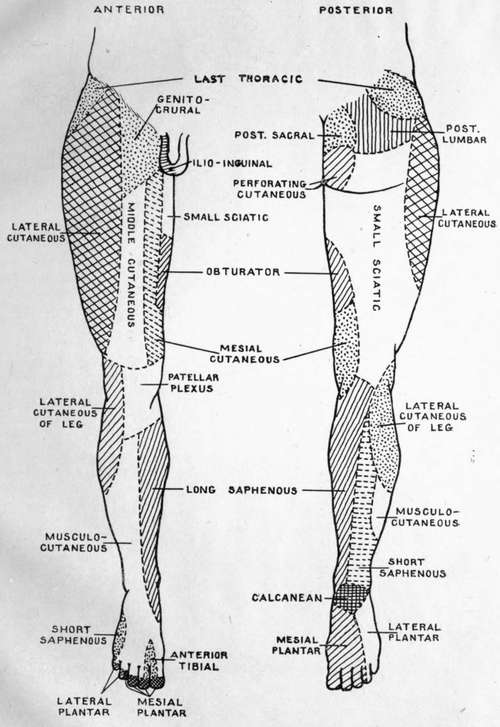 ANTERIOR
POSTERIOR
LAST THORACIC
GENITO-
CRURAL
POST. SACRAL
POST.
LUMBAR
ILIO-INGUINAL
PERFORATING
CUTANEOUS
LATERAL
CUTANEOUS
MIDDLE CUTANEOUS
SMALL SCIATIC
SMALL SCIATIC
LATERAL
CUTANEOUS
OBTURATOR
MESIAL
CUTANEOUS
PATELLAR
PLEXUS
LATERAL
CUTANEOUS
OF LEG
LATERAL
CUTANEOUS
OF LEG
LONG SAPHENOUS
MUSCULO-
CUTANEOUS
MUSCULO-
CUTANEOUS
SHORT
SAPHENOUS
CALCANEAN
SHORT
SAPHENOUS
ANTERIOR
TIBIAL
MESIAL
PLANTAR
LATERAL
PLANTAR
LATERAL
PLANTAR
MESIAL
PLANTAR